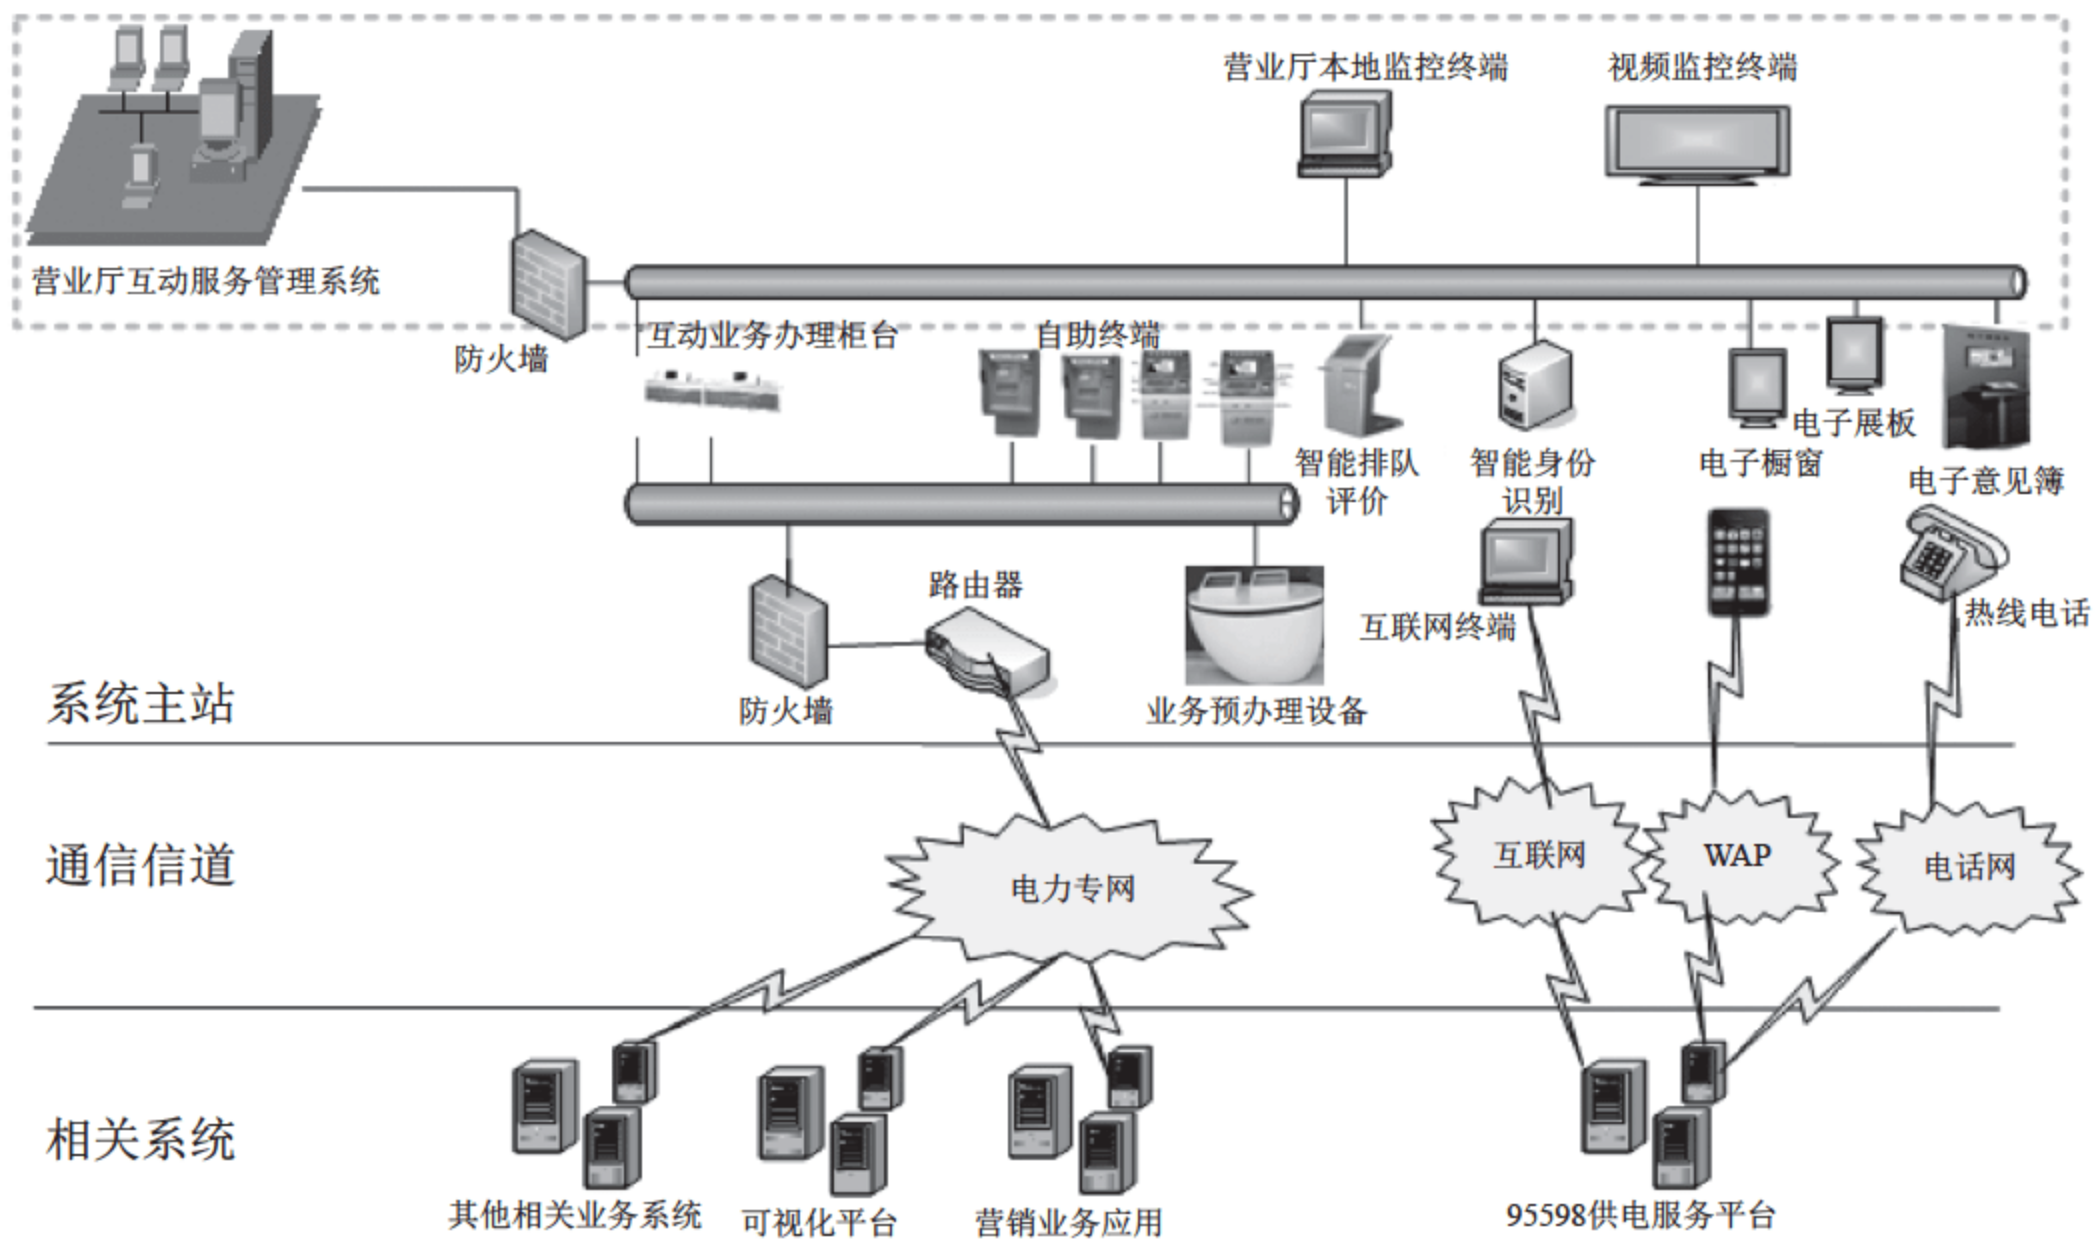 营业厅本地监控终端
视频监控终端
营业厅互动服务管理系统
防火墙
互动业务办理柜台
自助终端
智能排队
评价
智能身份
识别
电子橱窗
电子展板
电子意见簿
路由器
防火墙
业务预办理设备
互联网终端
热线电话
系统主站
通信信道
电力专网
互联网
WAP
电话网
相关系统
其他相关业务系统
可视化平台
营销业务应用
95598供电服务平台